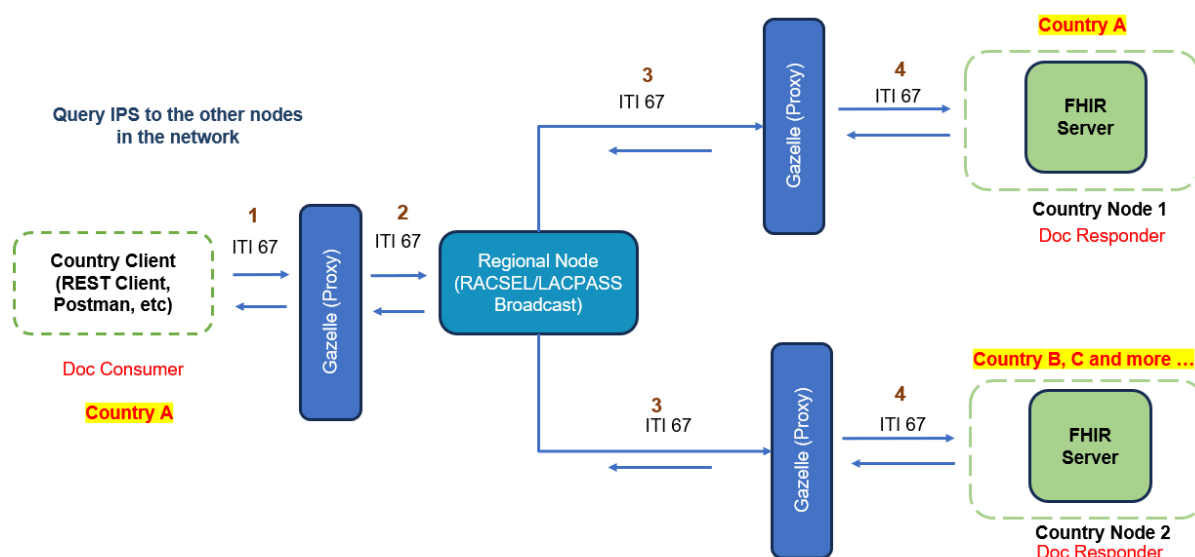 Query IPS to the other nodes
in the network
1
ITI 67
2
ITI 67
Country Client
(REST Client,
Postman, etc)
Doc Consumer
Country A
Gazelle (Proxy)
Regional Node
(RACSEL/LACPASS
Broadcast)
3
ITI 67
Gazelle (Proxy)
4
ITI 67
Country A
FHIR
Server
Country Node 1
Doc Responder
3
ITI 67
Gazelle (Proxy)
4
ITI 67
Country B, C and more ...
FHIR
Server
Country Node 2
Doc Responder